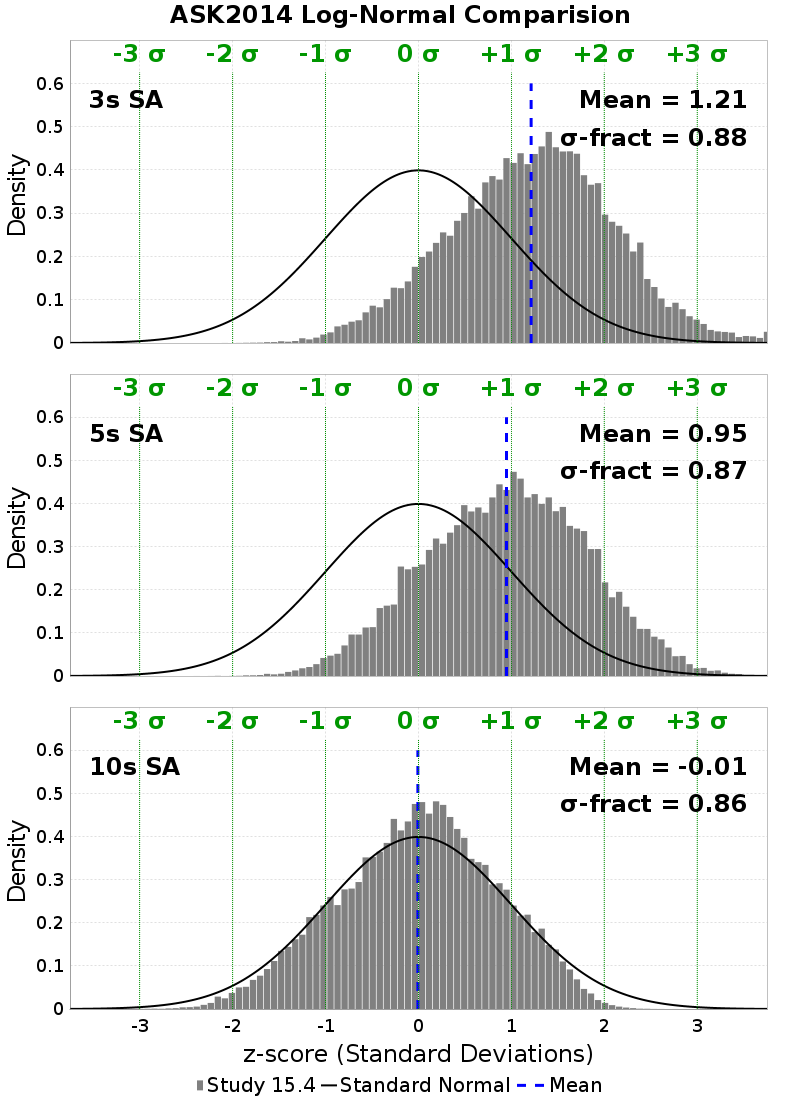 ASK2014 Log-Normal Comparision
-3 σ -2 σ -1 σ 0 σ +1 σ +2 σ +3 σ
0.6
3s SA Mean = 1.21
0.5
σ-fract = 0.88
0.4
0.3
0.2
0.1
0
Density
-3 σ -2 σ -1 σ 0 σ +1 σ +2 σ +3 σ
0.6
5s SA Mean = 0.95
0.5
σ-fract = 0.87
0.4
0.3
0.2
0.1
0
Density
-3 σ -2 σ -1 σ 0 σ +1 σ +2 σ +3 σ
0.6
10s SA Mean = -0.01
0.5
σ-fract = 0.86
0.4
0.3
0.2
0.1
0
Density
-3 -2 -1 0 1 2 3
z-score (Standard Deviations)
Study 15.4 Standard Normal Mean